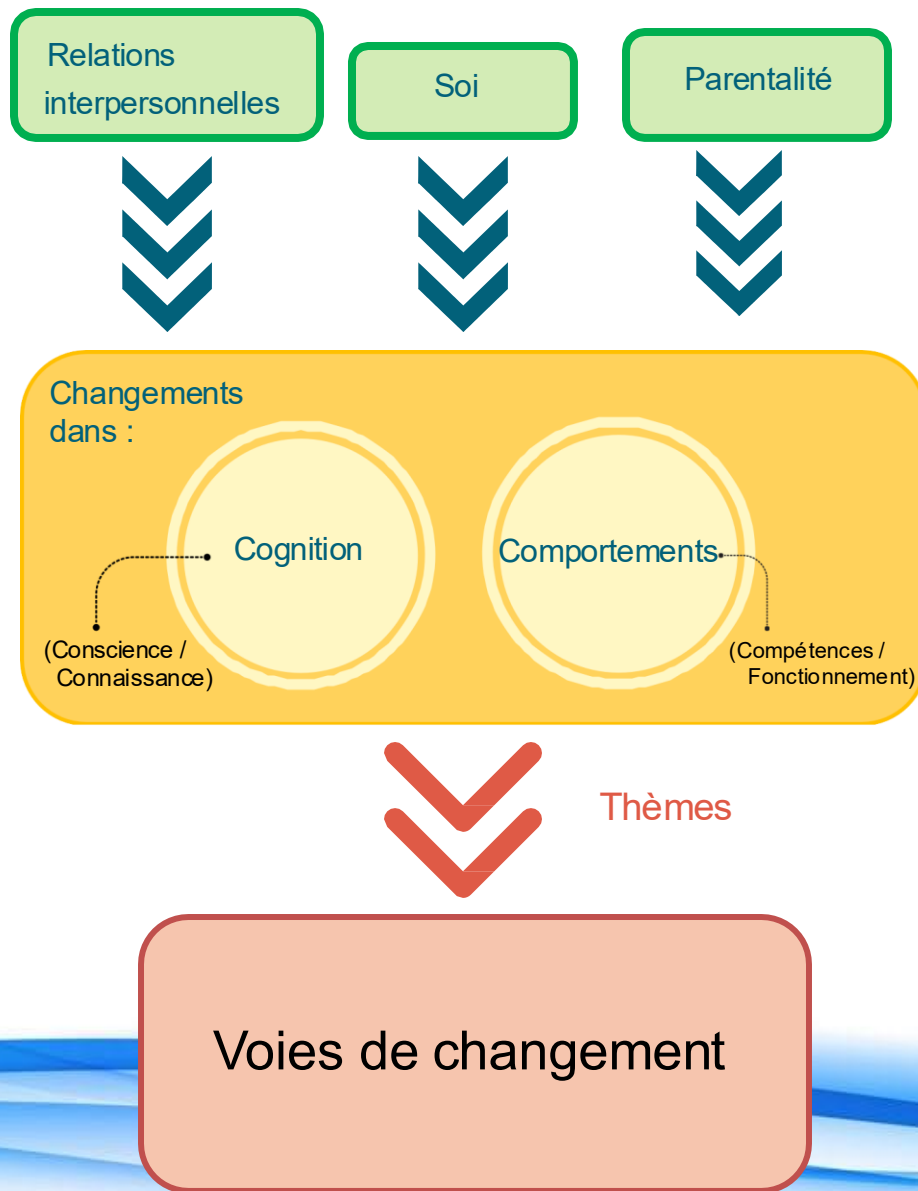 Relations
interpersonnelles
Soi
Parentalité
Changements
dans :
Cognition
Comportements
(Conscience /
Connaissance)
(Compétences /
Fonctionnement)
Thèmes
Voies de changement